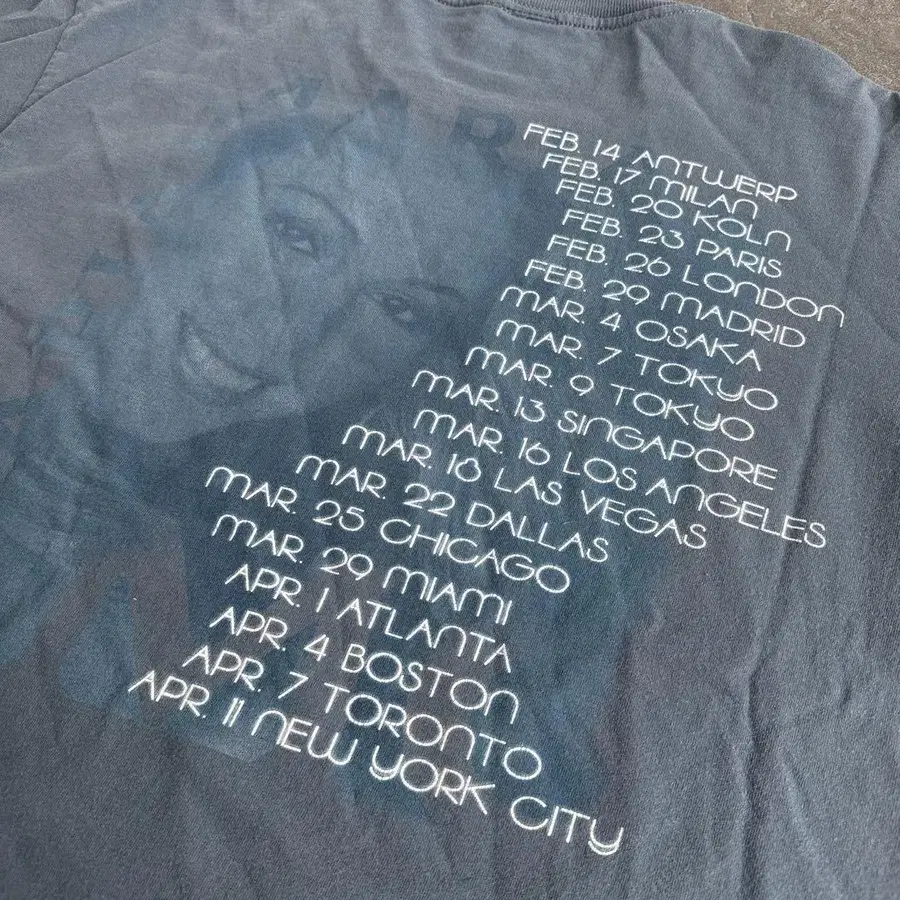 FEB. 14 ANTWERP
FEB. 17 MILAN
FEB. 20 KOLN
FEB. 23 PARIS
FEB. 26 LONDON
FEB. 29 MADRID
MAR. 4 OSAKA
MAR. 7 TOKYO
MAR. 9 TOKYO
MAR. 13 SINGAPORE
MAR. 16 LOS ANGELES
MAR. 18 LAS VEGAS
MAR. 22 DALLAS
MAR. 25 CHICAGO
MAR. 29 MIAMI
APR. 1 ATLANTA
APR. 4 BOSTON
APR. 7 TORONTO
APR. 11 NEW YORK CITY